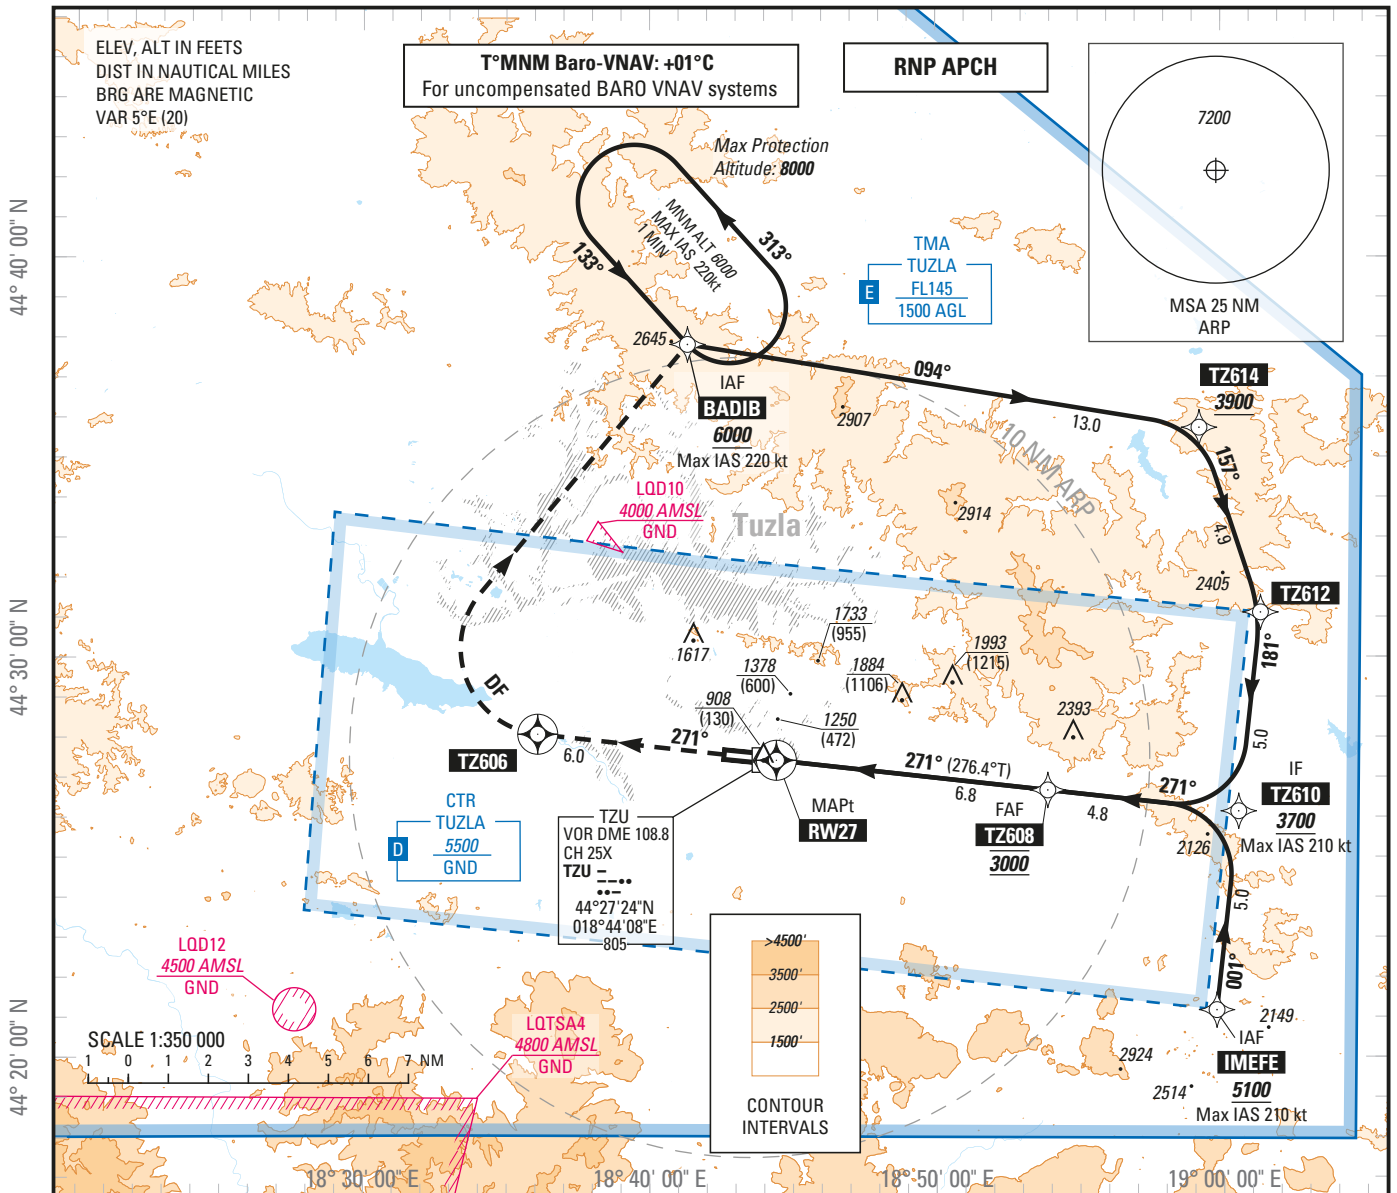 ELEV, ALT IN FEETS
DIST IN NAUTICAL MILES
BRG ARE MAGNETIC
VAR 5°E (20)
T°MNM Baro-VNAV: +01°C
For uncompensated BARO VNAV systems
RNP APCH
7200
MSA 25 NM
ARP
Max Protection
Altitude: 8000
MNM ALT 6000
MAX IAS 220kt
1 MIN
133°
313°
TMA
TUZLA
E
FL145
1500 AGL
44° 40' 00" N
2645
IAF
BADIB
6000
Max IAS 220 kt
094°
13.0
2907
TZ614
3900
157°
4.9
10 NM ARP
2914
2405
LQD10
4000 AMSL
GND
Tuzla
TZ612
181°
5.0
44° 30' 00" N
1733
(955)
1617
1378
(600)
1884
(1106)
1993
(1215)
2393
908
(130)
1250
(472)
DF
TZ606
6.0
271°
271° (276.4°T)
6.8
FAF
TZ608
3000
4.8
271°
IF
TZ610
3700
Max IAS 210 kt
2126
MAPt
RW27
CTR
TUZLA
D
5500
GND
TZU
VOR DME 108.8
CH 25X
TZU
44°27'24"N
018°44'08"E
805
5.0
001°
LQD12
4500 AMSL
GND
>4500'
3500'
2500'
1500'
CONTOUR
INTERVALS
2149
IAF
IMEFE
5100
Max IAS 210 kt
2924
2514
LQTSA4
4800 AMSL
GND
SCALE 1:350 000
1 0 1 2 3 4 5 6 7 NM
44° 20' 00" N
18°30' 00" E
18°40' 00" E
18°50' 00" E
19°00' 00" E